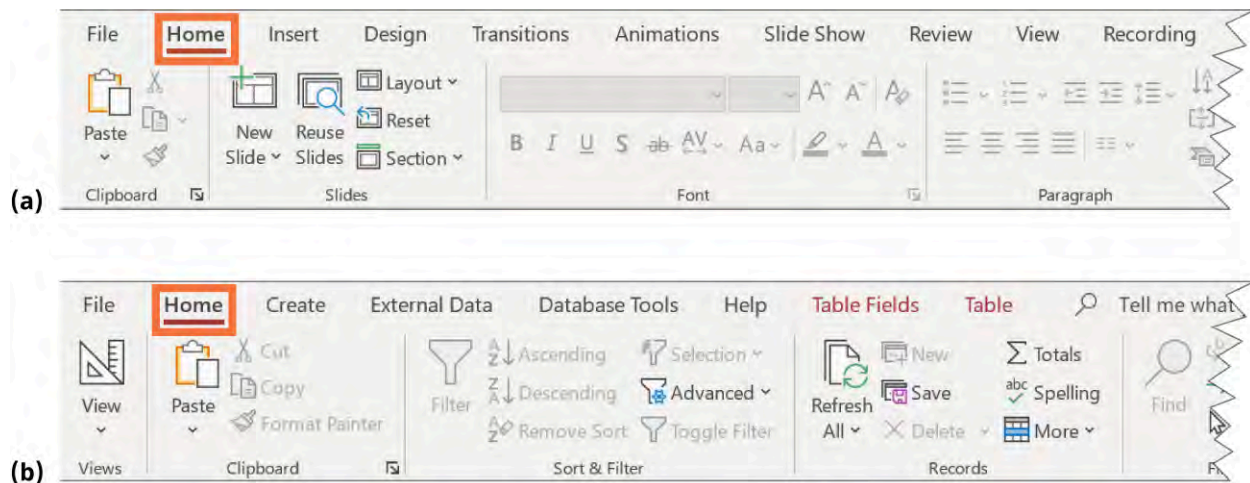 File Home Insert Design Transitions Animations Slide Show Review View Recording
Paste
New Slide
Reuse Slides
Layout
Reset
Section
B I U S ab AV Aa A
Clipboard Slides Font Paragraph
(a)
File Home Create External Data Database Tools Help Table Fields Table Tell me what
View
Paste
Cut
Copy
Format Painter
Filter
Ascending
Descending
Remove Sort
Selection
Advanced
Toggle Filter
Refresh All
New
Save
Delete
Totals
Spelling
More
Find
Views Clipboard Sort & Filter Records
(b)